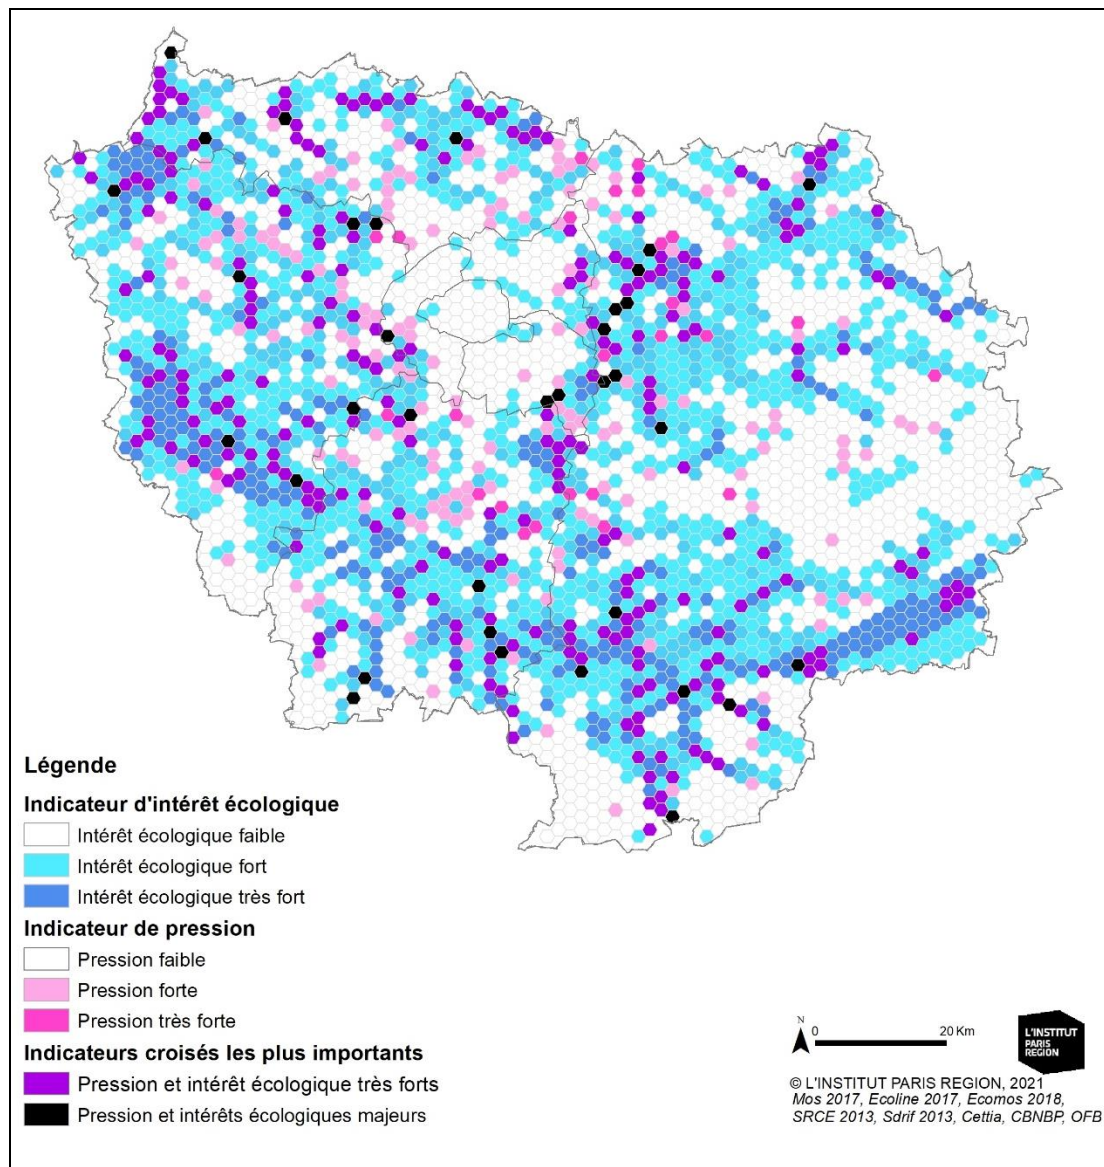 Légende
Indicateur d'intérêt écologique
Intérêt écologique faible
Intérêt écologique fort
Intérêt écologique très fort
Indicateur de pression
Pression faible
Pression forte
Pression très forte
Indicateurs croisés les plus importants
Pression et intérêt écologique très forts
Pression et intérêts écologiques majeurs
N
0 20 Km
L'INSTITUT
PARIS
REGION
© L'INSTITUT PARIS REGION, 2021
Mos 2017, Ecoline 2017, Ecomos 2018,
SRCE 2013, Sdrif 2013, Cettia, CBNBP, OFB